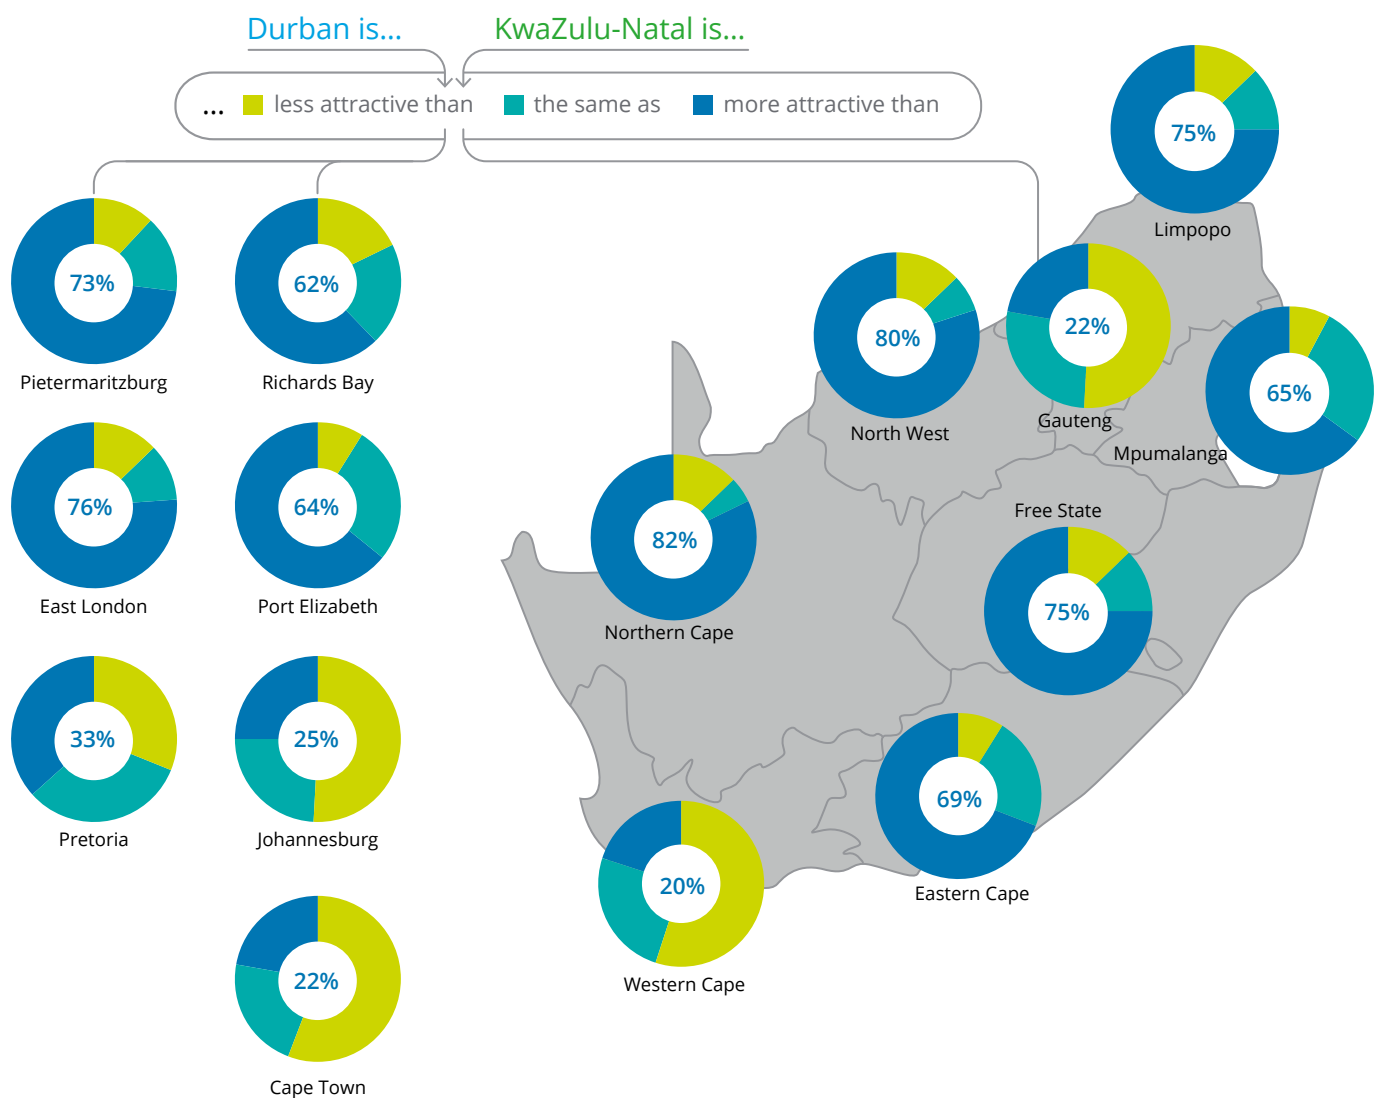 Durban is...
KwaZulu-Natal is...
... less attractive than the same as more attractive than
75%
Limpopo
73%
Pietermaritzburg
62%
Richards Bay
80%
North West
22%
Gauteng
65%
Mpumalanga
76%
East London
64%
Port Elizabeth
82%
Northern Cape
Free State
75%
33%
Pretoria
25%
Johannesburg
69%
Eastern Cape
20%
Western Cape
22%
Cape Town